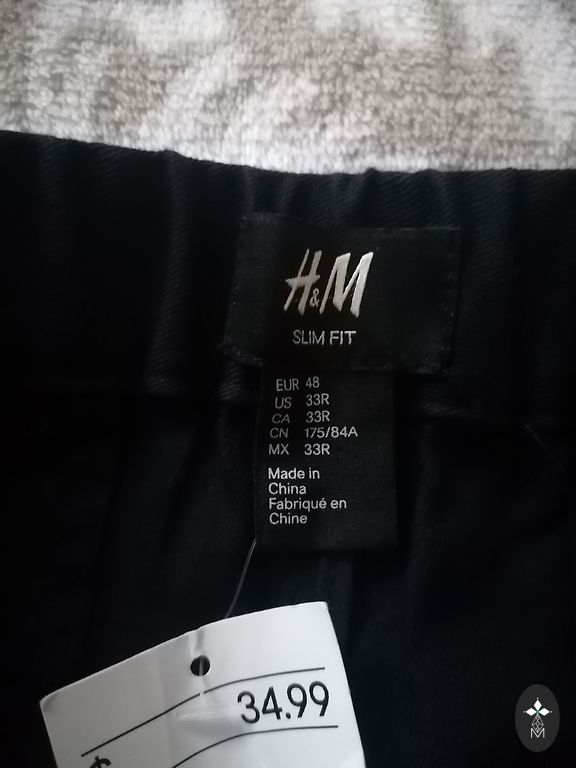 H&M
SLIM FIT
EUR 48
US 33R
CA 33R
CN 175/84A
MX 33R
Made in
China
Fabriqué en
Chine
34.99
$
M